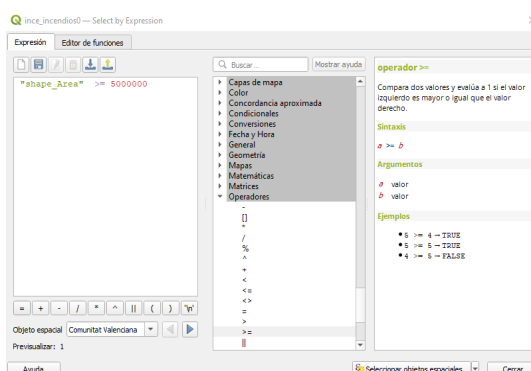 ince_incendios0 — Select by Expression
Expresión
Editor de funciones
"shape_Area" >= 5000000
= + - / * ^ || ( ) '\n'
Objeto espacial Comunitat Valenciana
Previsualizar: 1
Ayuda
Buscar...
Mostrar ayuda
Capas de mapa
Color
Concordancia aproximada
Condicionales
Conversiones
Fecha y Hora
General
Geometría
Mapas
Matemáticas
Matrices
Operadores
-
[]
*
/
%
^
+
<
<=
<>
=
>
>=
||
operador >=
Compara dos valores y evalúa a 1 si el valor
izquierdo es mayor o igual que el valor
derecho.
Sintaxis
a >= b
Argumentos
a valor
b valor
Ejemplos
5 >= 4 → TRUE
5 >= 5 → TRUE
4 >= 5 → FALSE
Seleccionar objetos espaciales
Cerrar